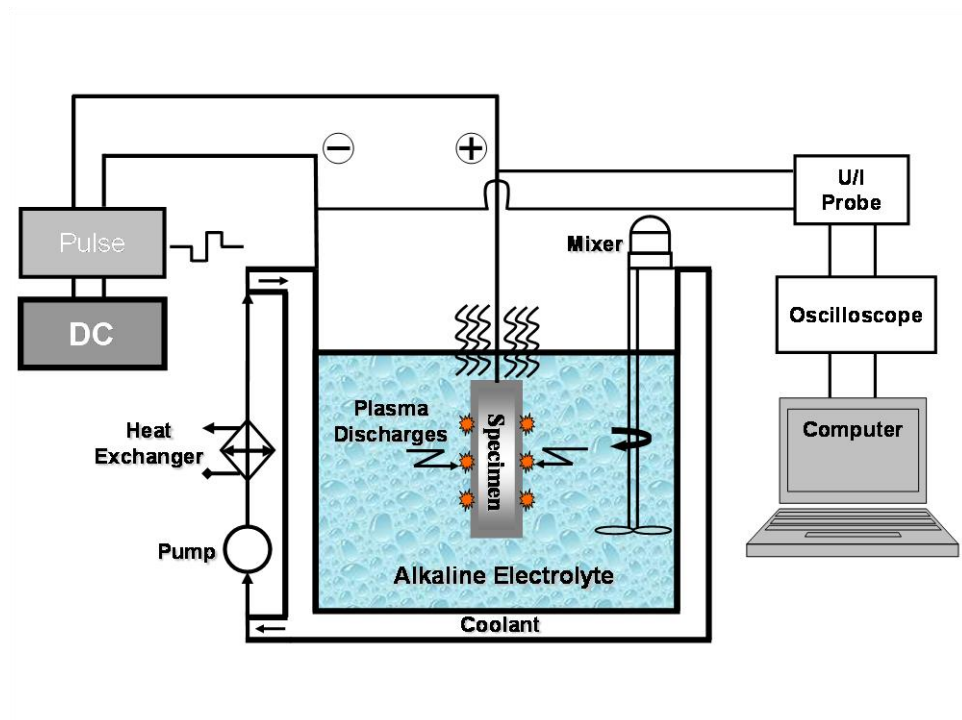 −
+
U/I
Probe
Pulse
Mixer
DC
Oscilloscope
Plasma
Discharges
Specimen
Heat
Exchanger
Computer
Pump
Alkaline Electrolyte
Coolant